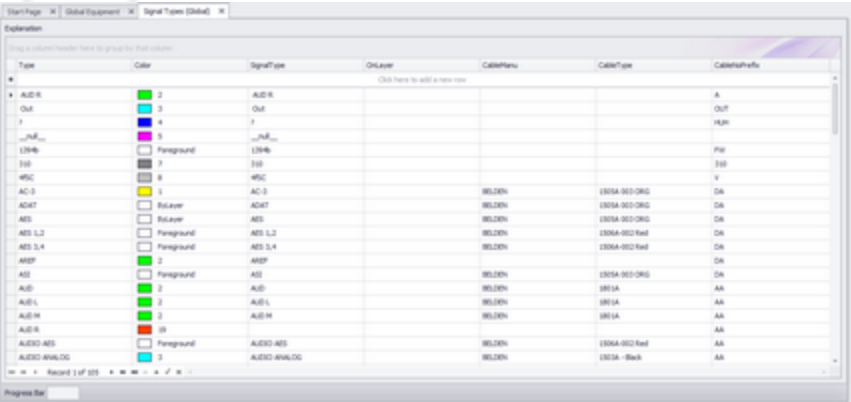 Start Page Global Equipment Signal Types (Global)
Explanation
Drag a column header here to group by that column
Type Color SignalType OnLayer CableManu CableType CableNoPrefix
Click here to add a new row
AUD R 2 AUD R A
Out 3 Out OUT
? 4 ? HUM
__null__ 5 __null__
1394b Foreground 1394b FW
310 7 310 310
4fSC 8 4fSC V
AC-3 1 AC-3 BELDEN 1505A 003 ORG DA
ADAT ByLayer ADAT BELDEN 1505A 003 ORG DA
AES ByLayer AES BELDEN 1505A 003 ORG DA
AES 1,2 Foreground AES 1,2 BELDEN 1506A-002 Red DA
AES 3,4 Foreground AES 3,4 BELDEN 1506A-002 Red DA
AREF 2 AREF DA
ASI Foreground ASI BELDEN 1505A 003 ORG DA
AUD 2 AUD BELDEN 1801A AA
AUD L 2 AUD L BELDEN 1801A AA
AUD M 2 AUD M BELDEN 1801A AA
AUD R 19 AA
AUDIO AES Foreground AUDIO AES BELDEN 1506A-002 Red AA
AUDIO ANALOG 3 AUDIO ANALOG BELDEN 1503A - Black AA
Record 1 of 105
Progress Bar